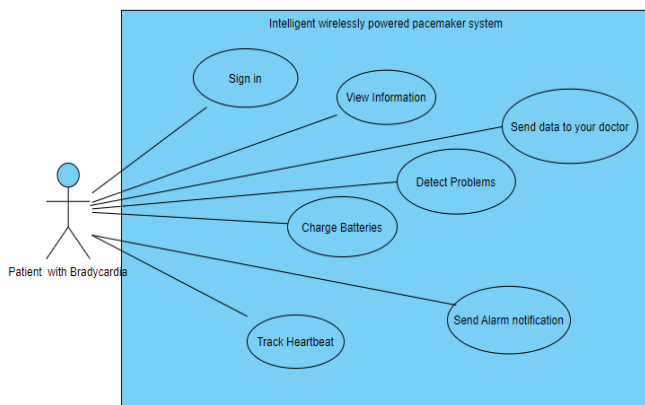 Intelligent wirelessly powered pacemaker system
Sign in
View Information
Send data to your doctor
Detect Problems
Charge Batteries
Patient with Bradycardia
Send Alarm notification
Track Heartbeat